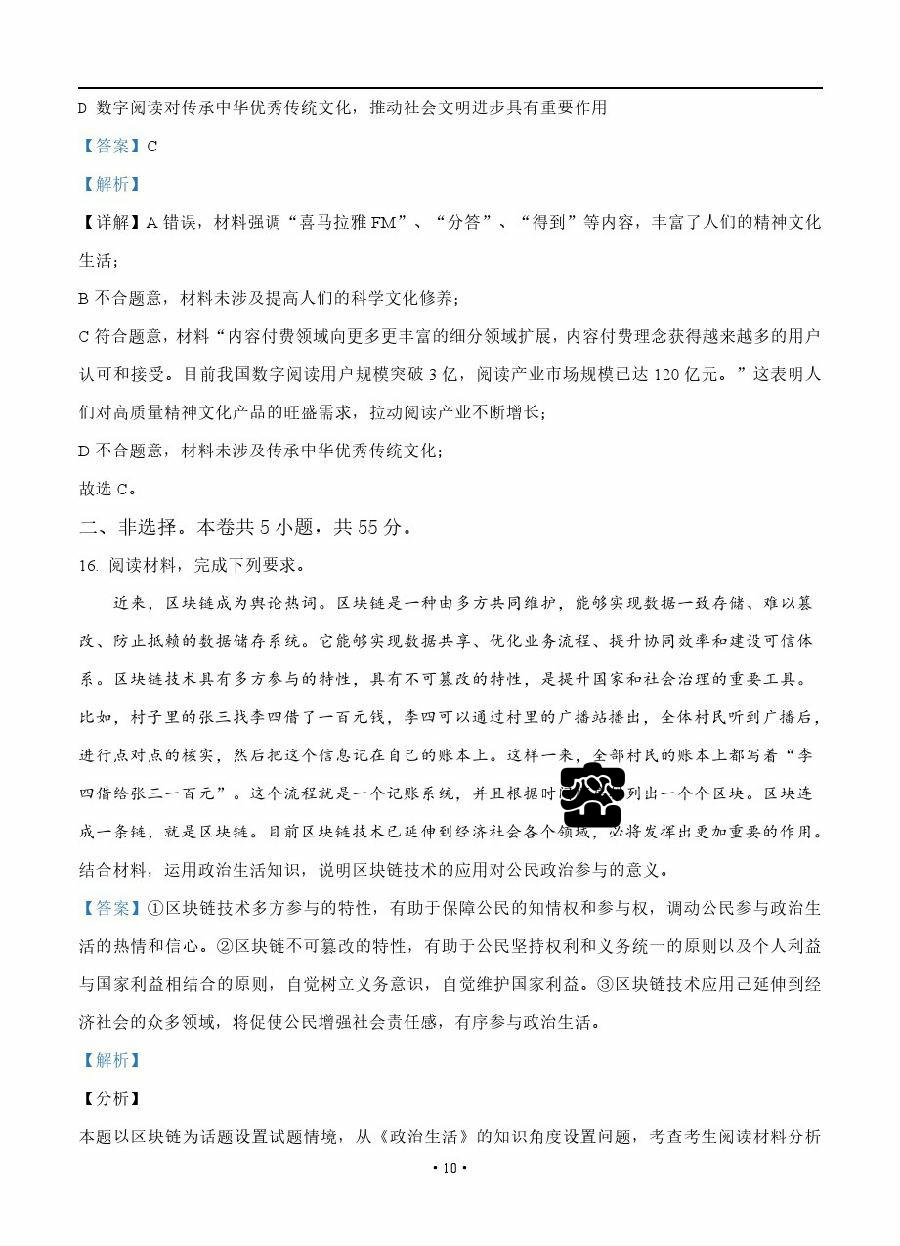 D 数字阅读对传承中华优秀传统文化，推动社会文明进步具有重要作用
【答案】C
【解析】
【详解】A 错误，材料强调“喜马拉雅 FM”、“分答”、“得到”等内容，丰富了人们的精神文化
生活；
B 不合题意，材料未涉及提高人们的科学文化修养；
C 符合题意，材料“内容付费领域向更多更丰富的细分领域扩展，内容付费理念获得越来越多的用户
认可和接受。目前我国数字阅读用户规模突破 3 亿，阅读产业市场规模已达 120 亿元。”这表明人
们对高质量精神文化产品的旺盛需求，拉动阅读产业不断增长；
D 不合题意，材料未涉及传承中华优秀传统文化；
故选 C。
二、非选择。本卷共 5 小题，共 55 分．
16. 阅读材料，完成下列要求。
近来，区块链成为舆论热词。区块链是一种由多方共同维护，能够实现数据一致存储、难以篡
改、防止抵赖的数据储存系统。它能够实现数据共享、优化业务流程、提升协同效率和建设可信体
系。区块链技术具有多方参与的特性，具有不可篡改的特性，是提升国家和社会治理的重要工具。
比如，村子里的张三找李四借了一百元钱，李四可以通过村里的广播站播出，全体村民听到广播后，
进行点对点的核实，然后把这个信息记在自己的账本上。这样一来，全部村民的账本上都写着“李
四借给张三一百元”。这个流程就是一个记账系统，并且根据时列出一个个区块。区块连
成一条链，就是区块链。目前区块链技术已延伸到经济社会各个领域，必将发挥出更加重要的作用。
结合材料，运用政治生活知识，说明区块链技术的应用对公民政治参与的意义。
【答案】①区块链技术多方参与的特性，有助于保障公民的知情权和参与权，调动公民参与政治生
活的热情和信心。②区块链不可篡改的特性，有助于公民坚持权利和义务统一的原则以及个人利益
与国家利益相结合的原则，自觉树立义务意识，自觉维护国家利益。③区块链技术应用已延伸到经
济社会的众多领域，将促使公民增强社会责任感，有序参与政治生活。
【解析】
【分析】
本题以区块链为话题设置试题情境，从《政治生活》的知识角度设置问题，考查考生阅读材料分析
• 10 •